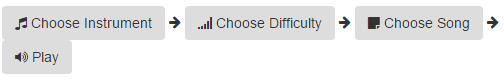 Choose Instrument → Choose Difficulty → Choose Song →
Play